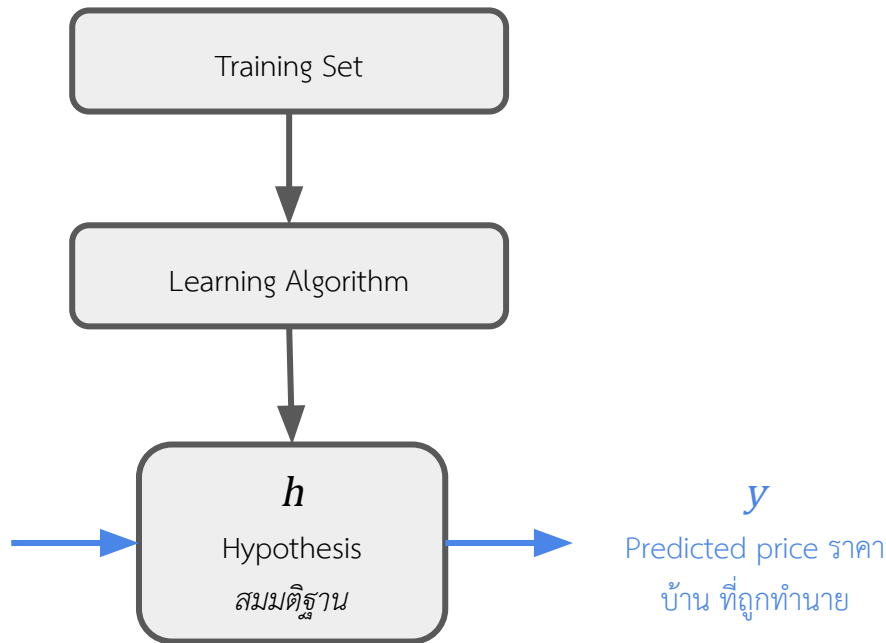 Training Set
Learning Algorithm
h
Hypothesis
สมมติฐาน
y
Predicted price ราคา
บ้าน ที่ถูกทำนาย